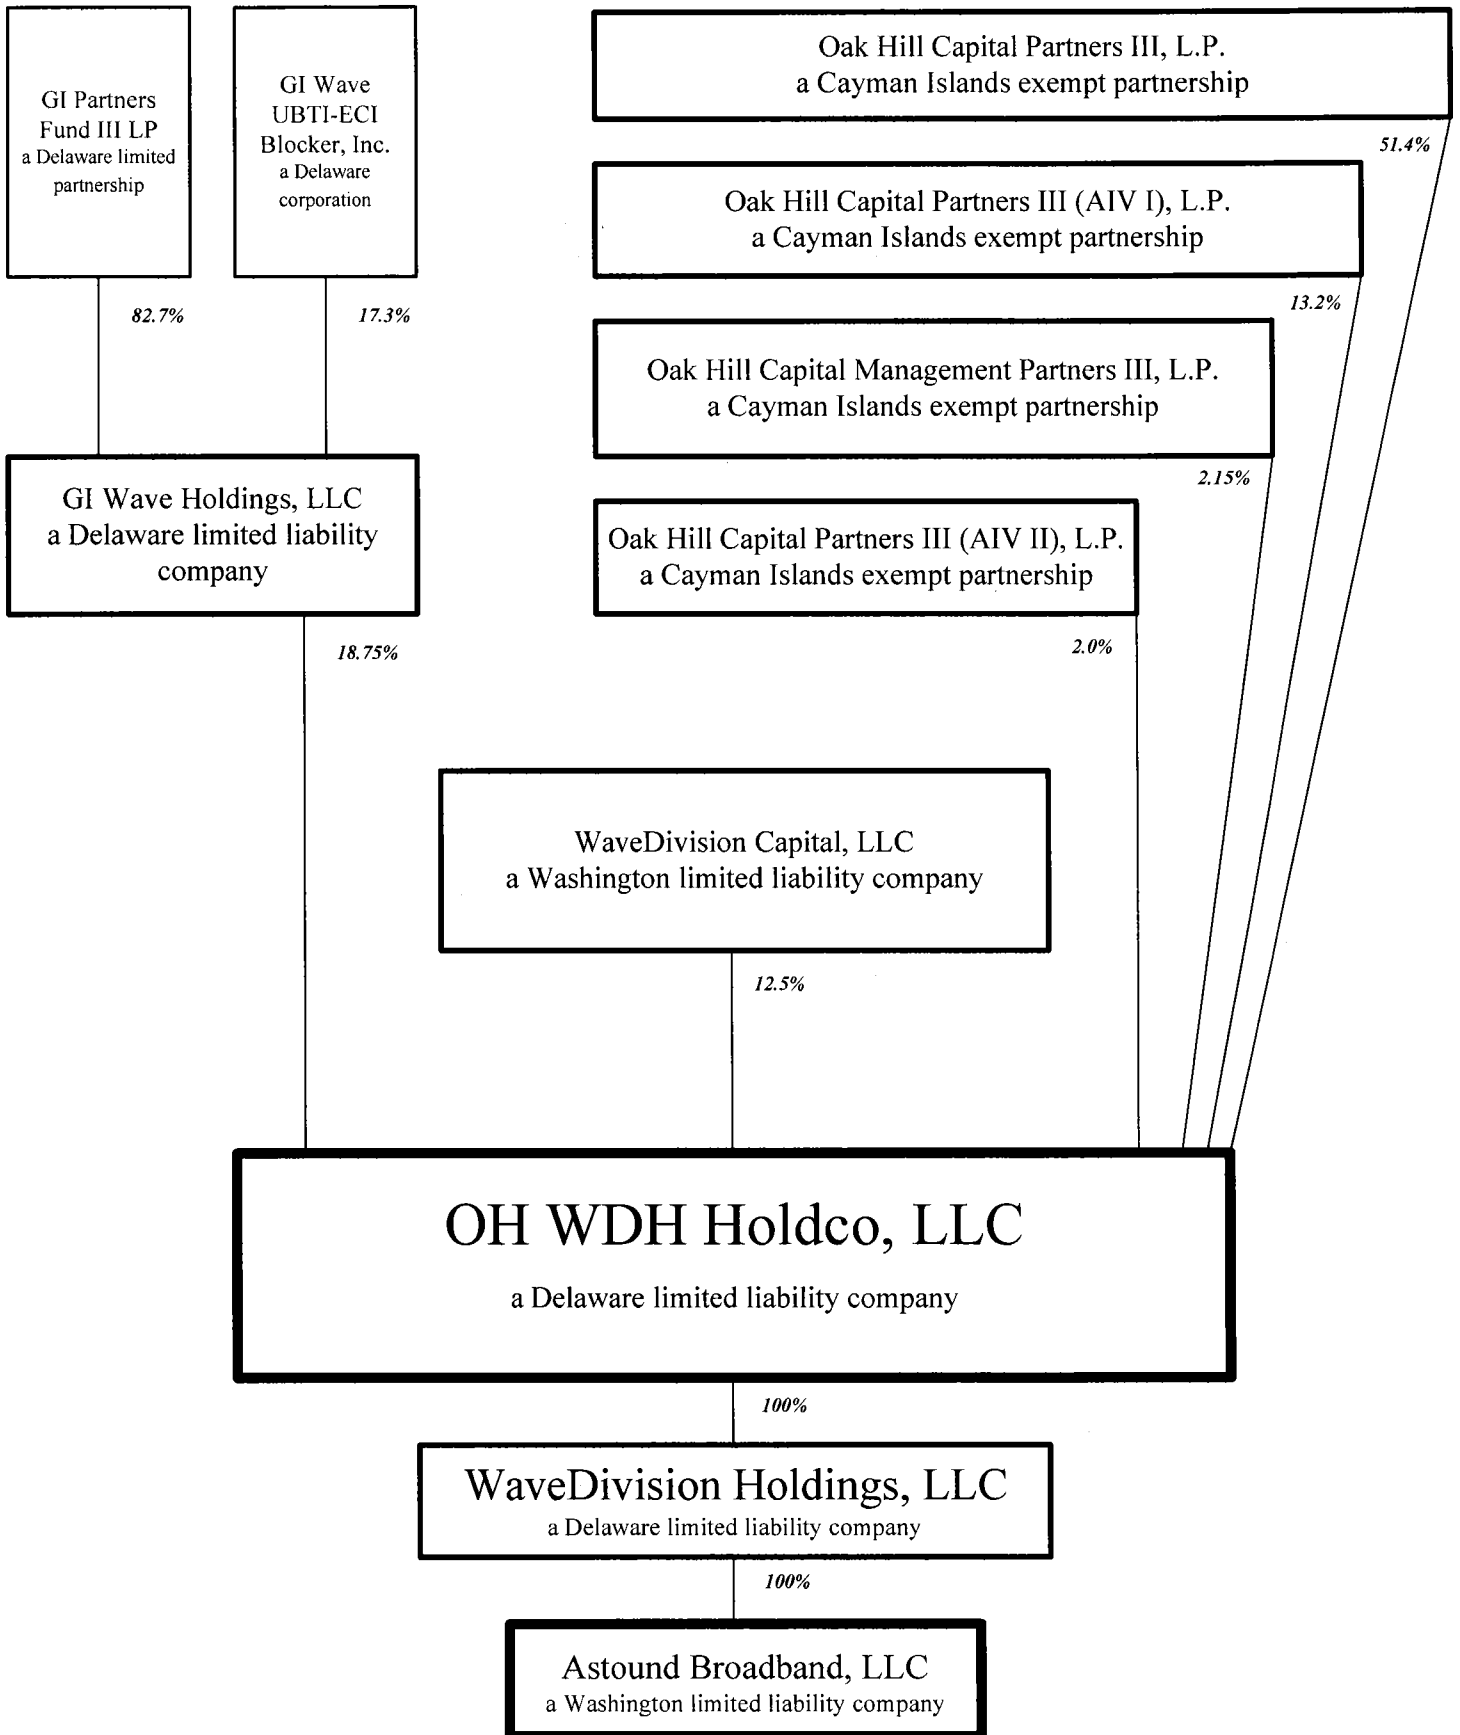 GI Partners
Fund III LP
a Delaware limited
partnership
GI Wave
UBTI-ECI
Blocker, Inc.
a Delaware
corporation
Oak Hill Capital Partners III, L.P.
a Cayman Islands exempt partnership
51.4%
Oak Hill Capital Partners III (AIV I), L.P.
a Cayman Islands exempt partnership
13.2%
82.7%
17.3%
Oak Hill Capital Management Partners III, L.P.
a Cayman Islands exempt partnership
2.15%
GI Wave Holdings, LLC
a Delaware limited liability
company
18.75%
Oak Hill Capital Partners III (AIV II), L.P.
a Cayman Islands exempt partnership
2.0%
WaveDivision Capital, LLC
a Washington limited liability company
12.5%
OH WDH Holdco, LLC
a Delaware limited liability company
100%
WaveDivision Holdings, LLC
a Delaware limited liability company
100%
Astound Broadband, LLC
a Washington limited liability company